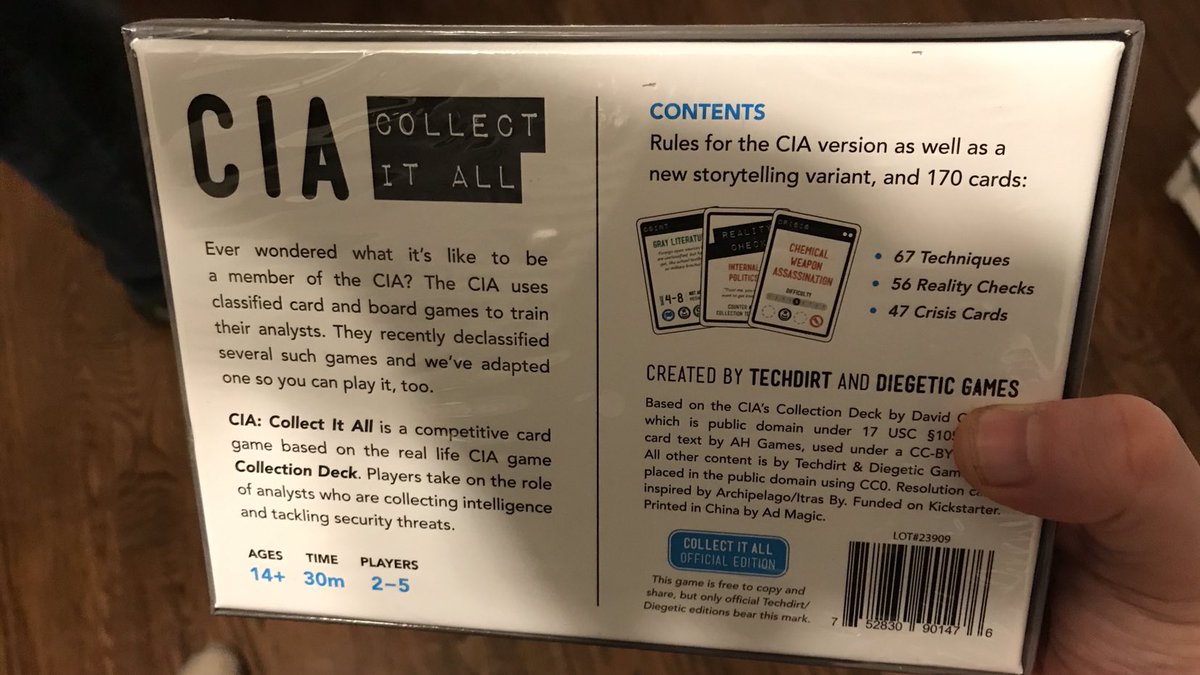 CIA COLLECT
IT ALL
Ever wondered what it's like to be
a member of the CIA? The CIA uses
classified card and board games to train
their analysts. They recently declassified
several such games and we've adapted
one so you can play it, too.
CIA: Collect It All is a competitive card
game based on the real life CIA game
Collection Deck. Players take on the role
of analysts who are collecting intelligence
and tackling security threats.
AGES TIME PLAYERS
14+ 30m 2–5
CONTENTS
Rules for the CIA version as well as a
new storytelling variant, and 170 cards:
GRAY
REALITY
CHECK
INTERNAL
POLITICS
CRISIS
CHEMICAL
WEAPON
ASSASSINATION
DIFFICULTY
4-8
• 67 Techniques
• 56 Reality Checks
• 47 Crisis Cards
CREATED BY TECHDIRT AND DIEGETIC GAMES
Based on the CIA's Collection Deck by David
which is public domain under 17 USC
card text by AH Games, used under a CC-BY
All other content is by Techdirt & Diegetic
placed in the public domain using CC0. Resolution
inspired by Archipelago/Itras By. Funded on Kickstarter.
Printed in China by Ad Magic.
COLLECT IT ALL
OFFICIAL EDITION
This game is free to copy and
share, but only official Techdirt/
Diegetic editions bear this mark.
LOT#23909
7 52830 90147 6